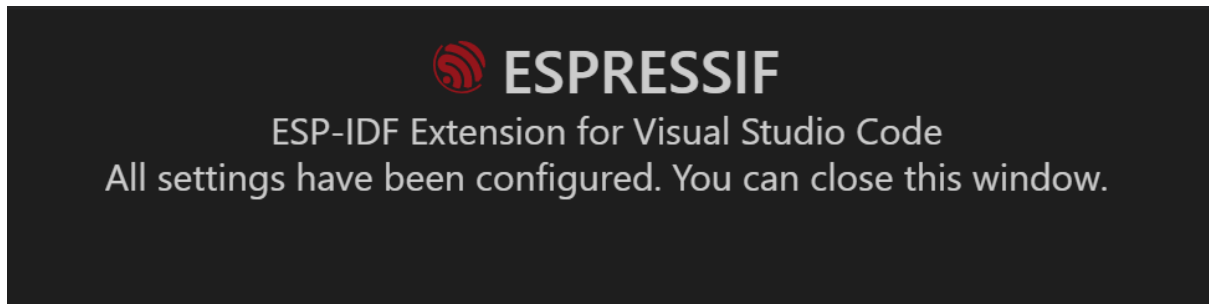 ESPRESSIF
ESP-IDF Extension for Visual Studio Code
All settings have been configured. You can close this window.